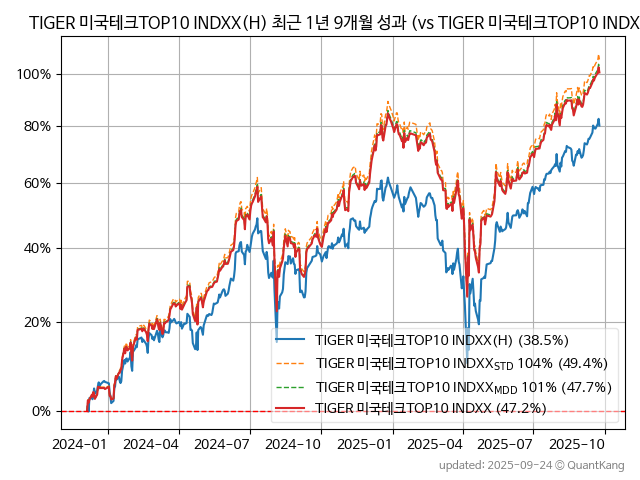 TIGER 미국테크TOP10 INDXX(H) 최근 1년 9개월 성과 (vs TIGER 미국테크TOP10 INDX
100%
80%
60%
40%
20%
0%
TIGER 미국테크TOP10 INDXX(H) (38.5%)
TIGER 미국테크TOP10 INDXX_STD 104% (49.4%)
TIGER 미국테크TOP10 INDXX_MDD 101% (47.7%)
TIGER 미국테크TOP10 INDXX (47.2%)
2024-01 2024-04 2024-07 2024-10 2025-01 2025-04 2025-07 2025-10
updated: 2025-09-24 © QuantKang